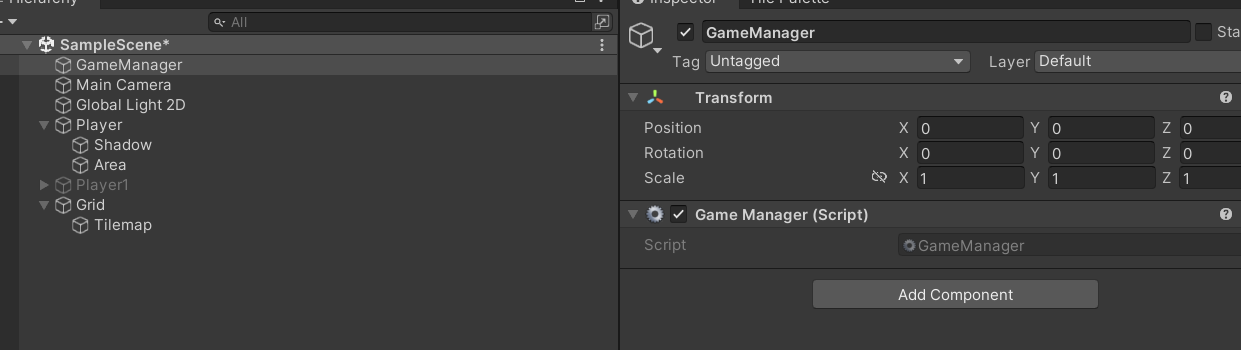 Hierarchy
Inspector
Tile Palette
All
SampleScene*
GameManager
Main Camera
Global Light 2D
Player
Shadow
Area
Player1
Grid
Tilemap
GameManager
Sta
Tag Untagged Layer Default
Transform
Position X 0 Y 0 Z 0
Rotation X 0 Y 0 Z 0
Scale X 1 Y 1 Z 1
Game Manager (Script)
Script GameManager
Add Component